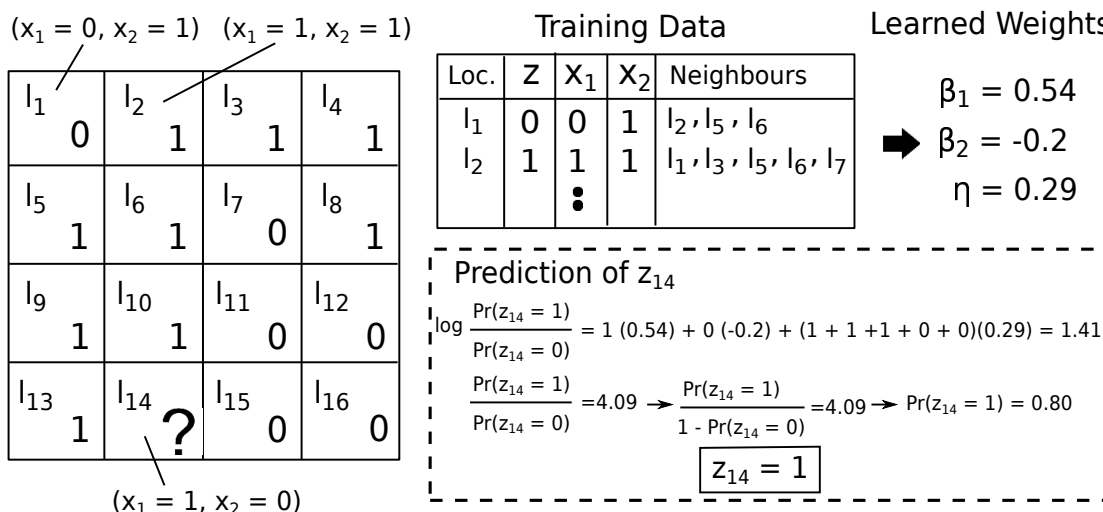 (x₁ = 0, x₂ = 1) (x₁ = 1, x₂ = 1)
l₁ 0 l₂ 1 l₃ 1 l₄ 1
l₅ 1 l₆ 1 l₇ 0 l₈ 1
l₉ 1 l₁₀ 1 l₁₁ 0 l₁₂ 0
l₁₃ 1 l₁₄ ? l₁₅ 0 l₁₆ 0
(x₁ = 1, x₂ = 0)
Training Data
Loc. Z X₁ X₂ Neighbours
l₁ 0 0 1 l₂,l₅,l₆
l₂ 1 1 1 l₁,l₃,l₅,l₆,l₇
:
Learned Weights
β₁ = 0.54
β₂ = -0.2
η = 0.29
Prediction of z₁₄
log Pr(z₁₄ = 1) / Pr(z₁₄ = 0) = 1 (0.54) + 0 (-0.2) + (1 + 1 +1 + 0 + 0)(0.29) = 1.41
Pr(z₁₄ = 1) / Pr(z₁₄ = 0) =4.09 → Pr(z₁₄ = 1) / 1 - Pr(z₁₄ = 0) =4.09 → Pr(z₁₄ = 1) = 0.80
z₁₄ = 1